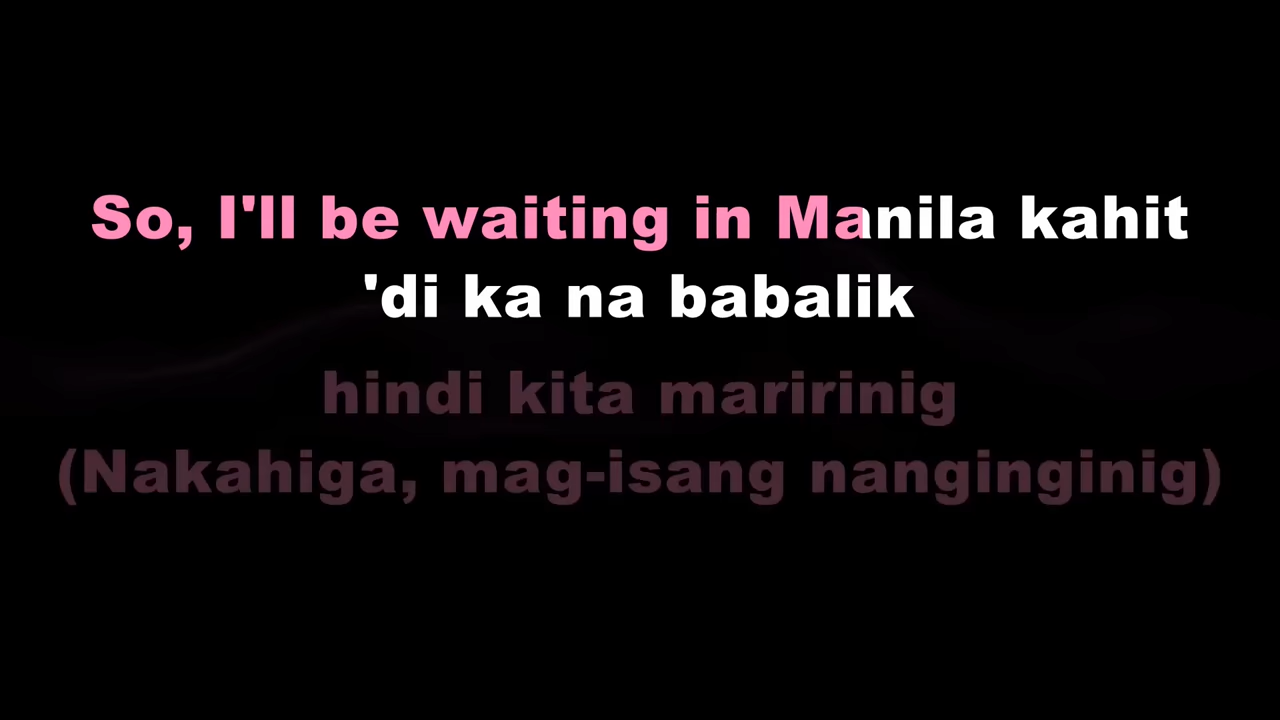 So, I'll be waiting in Manila kahit
'di ka na babalik
hindi kita maririnig
(Nakahiga, mag-isang nanginginig)